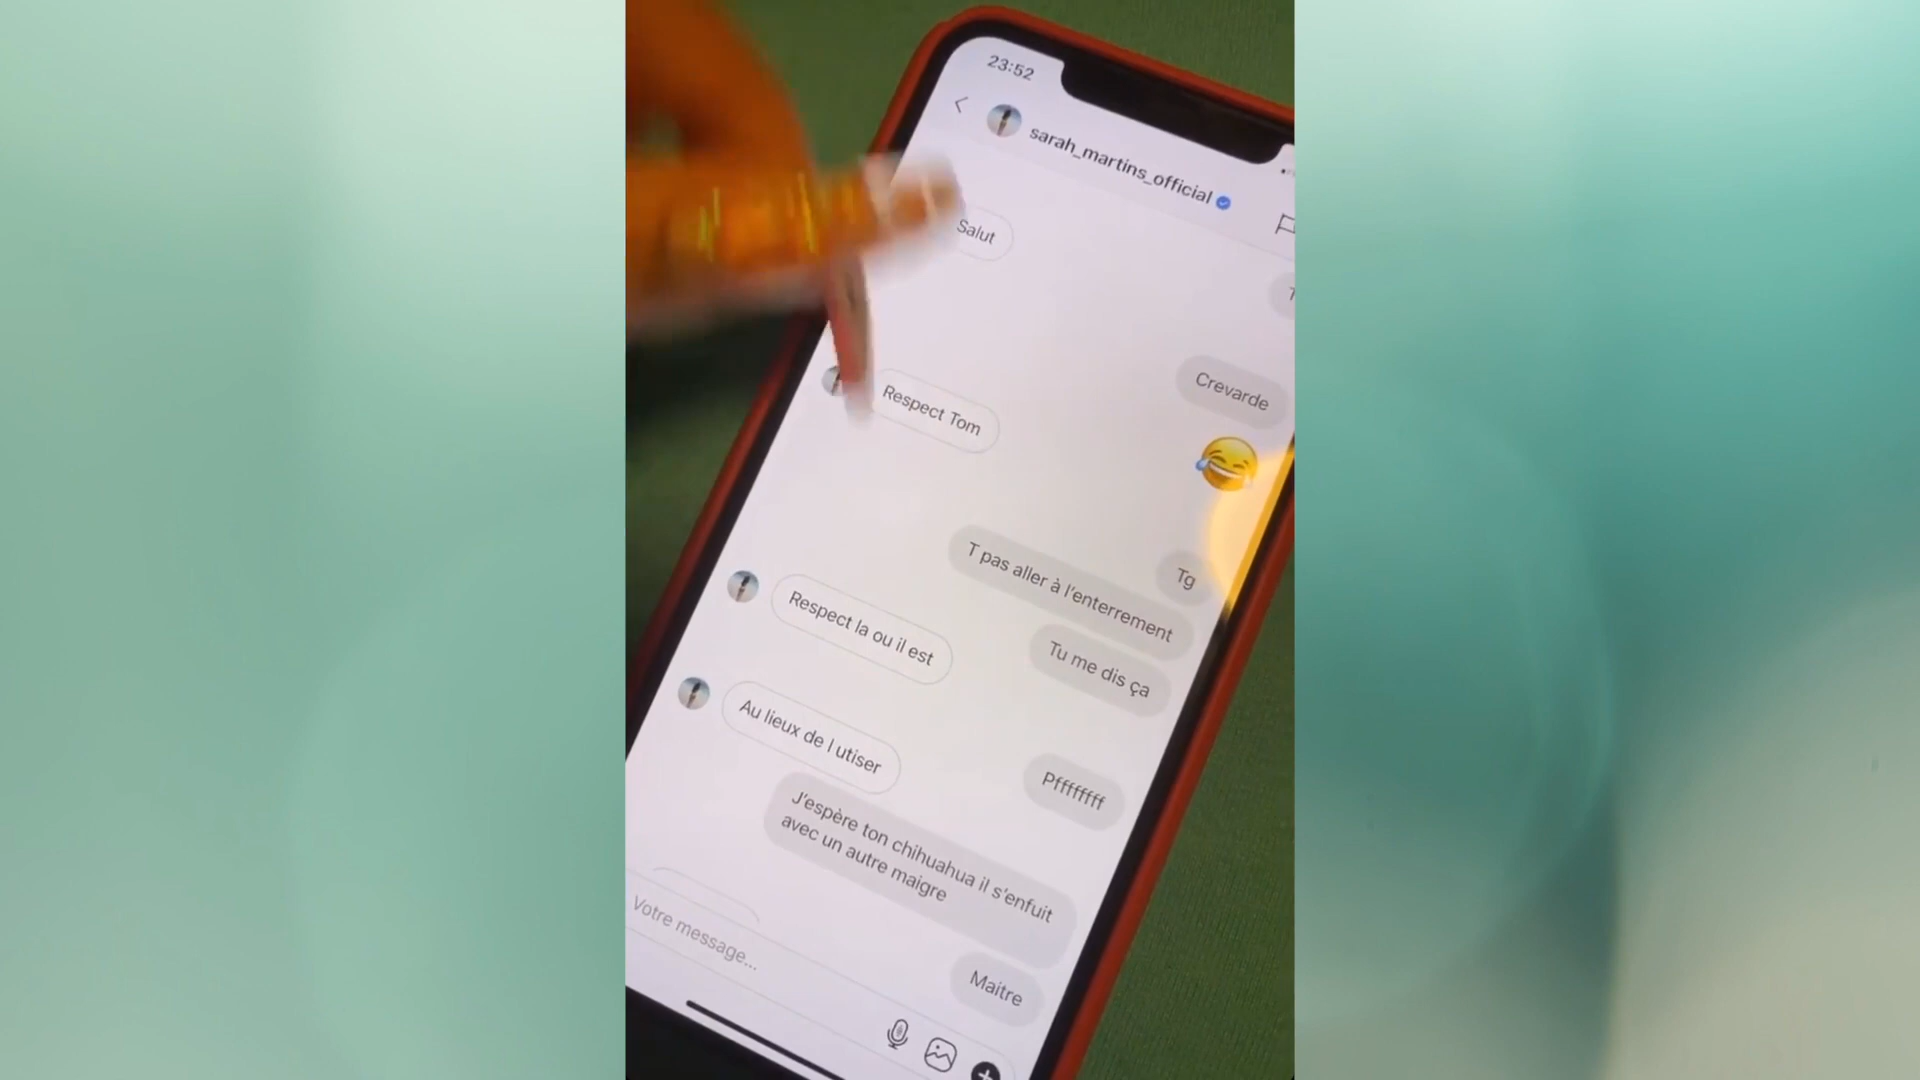 23:52
sarah_martins_official
Salut
Crevarde
Respect Tom
Tg
T pas aller à l'enterrement
Tu me dis ça
Respect la ou il est
Au lieux de l utiser
Pffffffff
J'espère ton chihuahua il s'enfuit
avec un autre maigre
Maitre
Votre message...